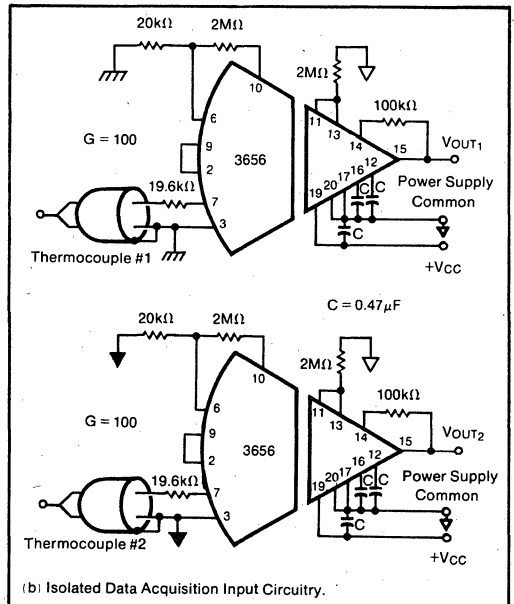 20kΩ 2MΩ
2MΩ
10
100kΩ
11
13
6
14
15
VOUT1
G = 100
9
3656
2
12
16
17
20
19
C
C
Power Supply
Common
19.6kΩ
7
3
C
Thermocouple #1
+VCC
C = 0.47μF
20kΩ 2MΩ
2MΩ
10
100kΩ
11
13
6
14
15
VOUT2
G = 100
9
3656
2
12
16
17
20
19
C
C
Power Supply
Common
19.6kΩ
7
3
C
Thermocouple #2
+VCC
(b) Isolated Data Acquisition Input Circuitry.